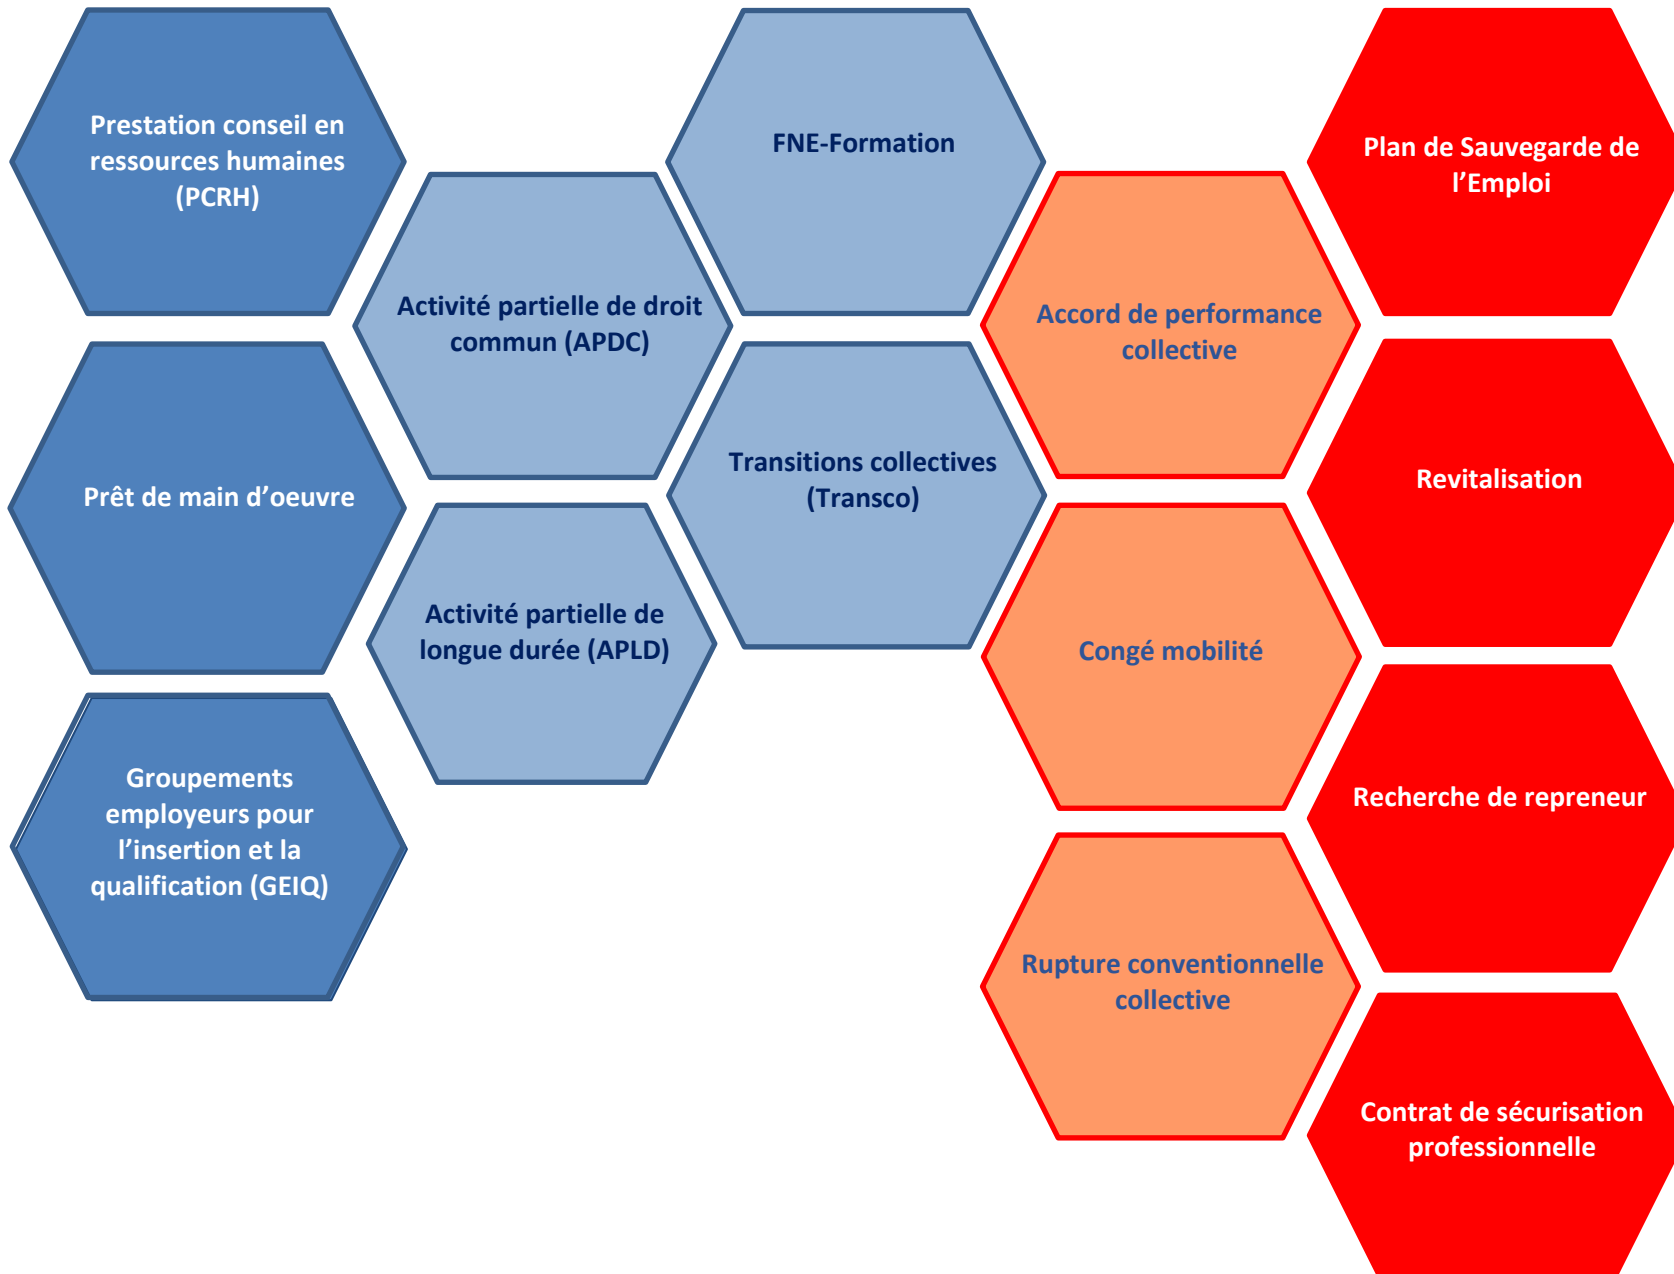 Prestation conseil en
ressources humaines
(PCRH)
Prêt de main d'oeuvre
Groupements
employeurs pour
l'insertion et la
qualification (GEIQ)
Activité partielle de droit
commun (APDC)
Activité partielle de
longue durée (APLD)
FNE-Formation
Transitions collectives
(Transco)
Accord de performance
collective
Congé mobilité
Rupture conventionnelle
collective
Plan de Sauvegarde de
l'Emploi
Revitalisation
Recherche de repreneur
Contrat de sécurisation
professionnelle